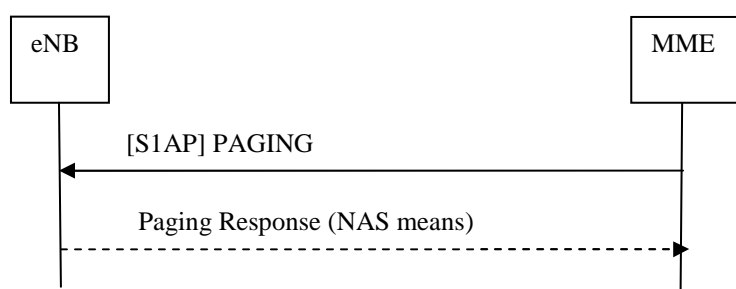 eNB
MME
[S1AP] PAGING
Paging Response (NAS means)